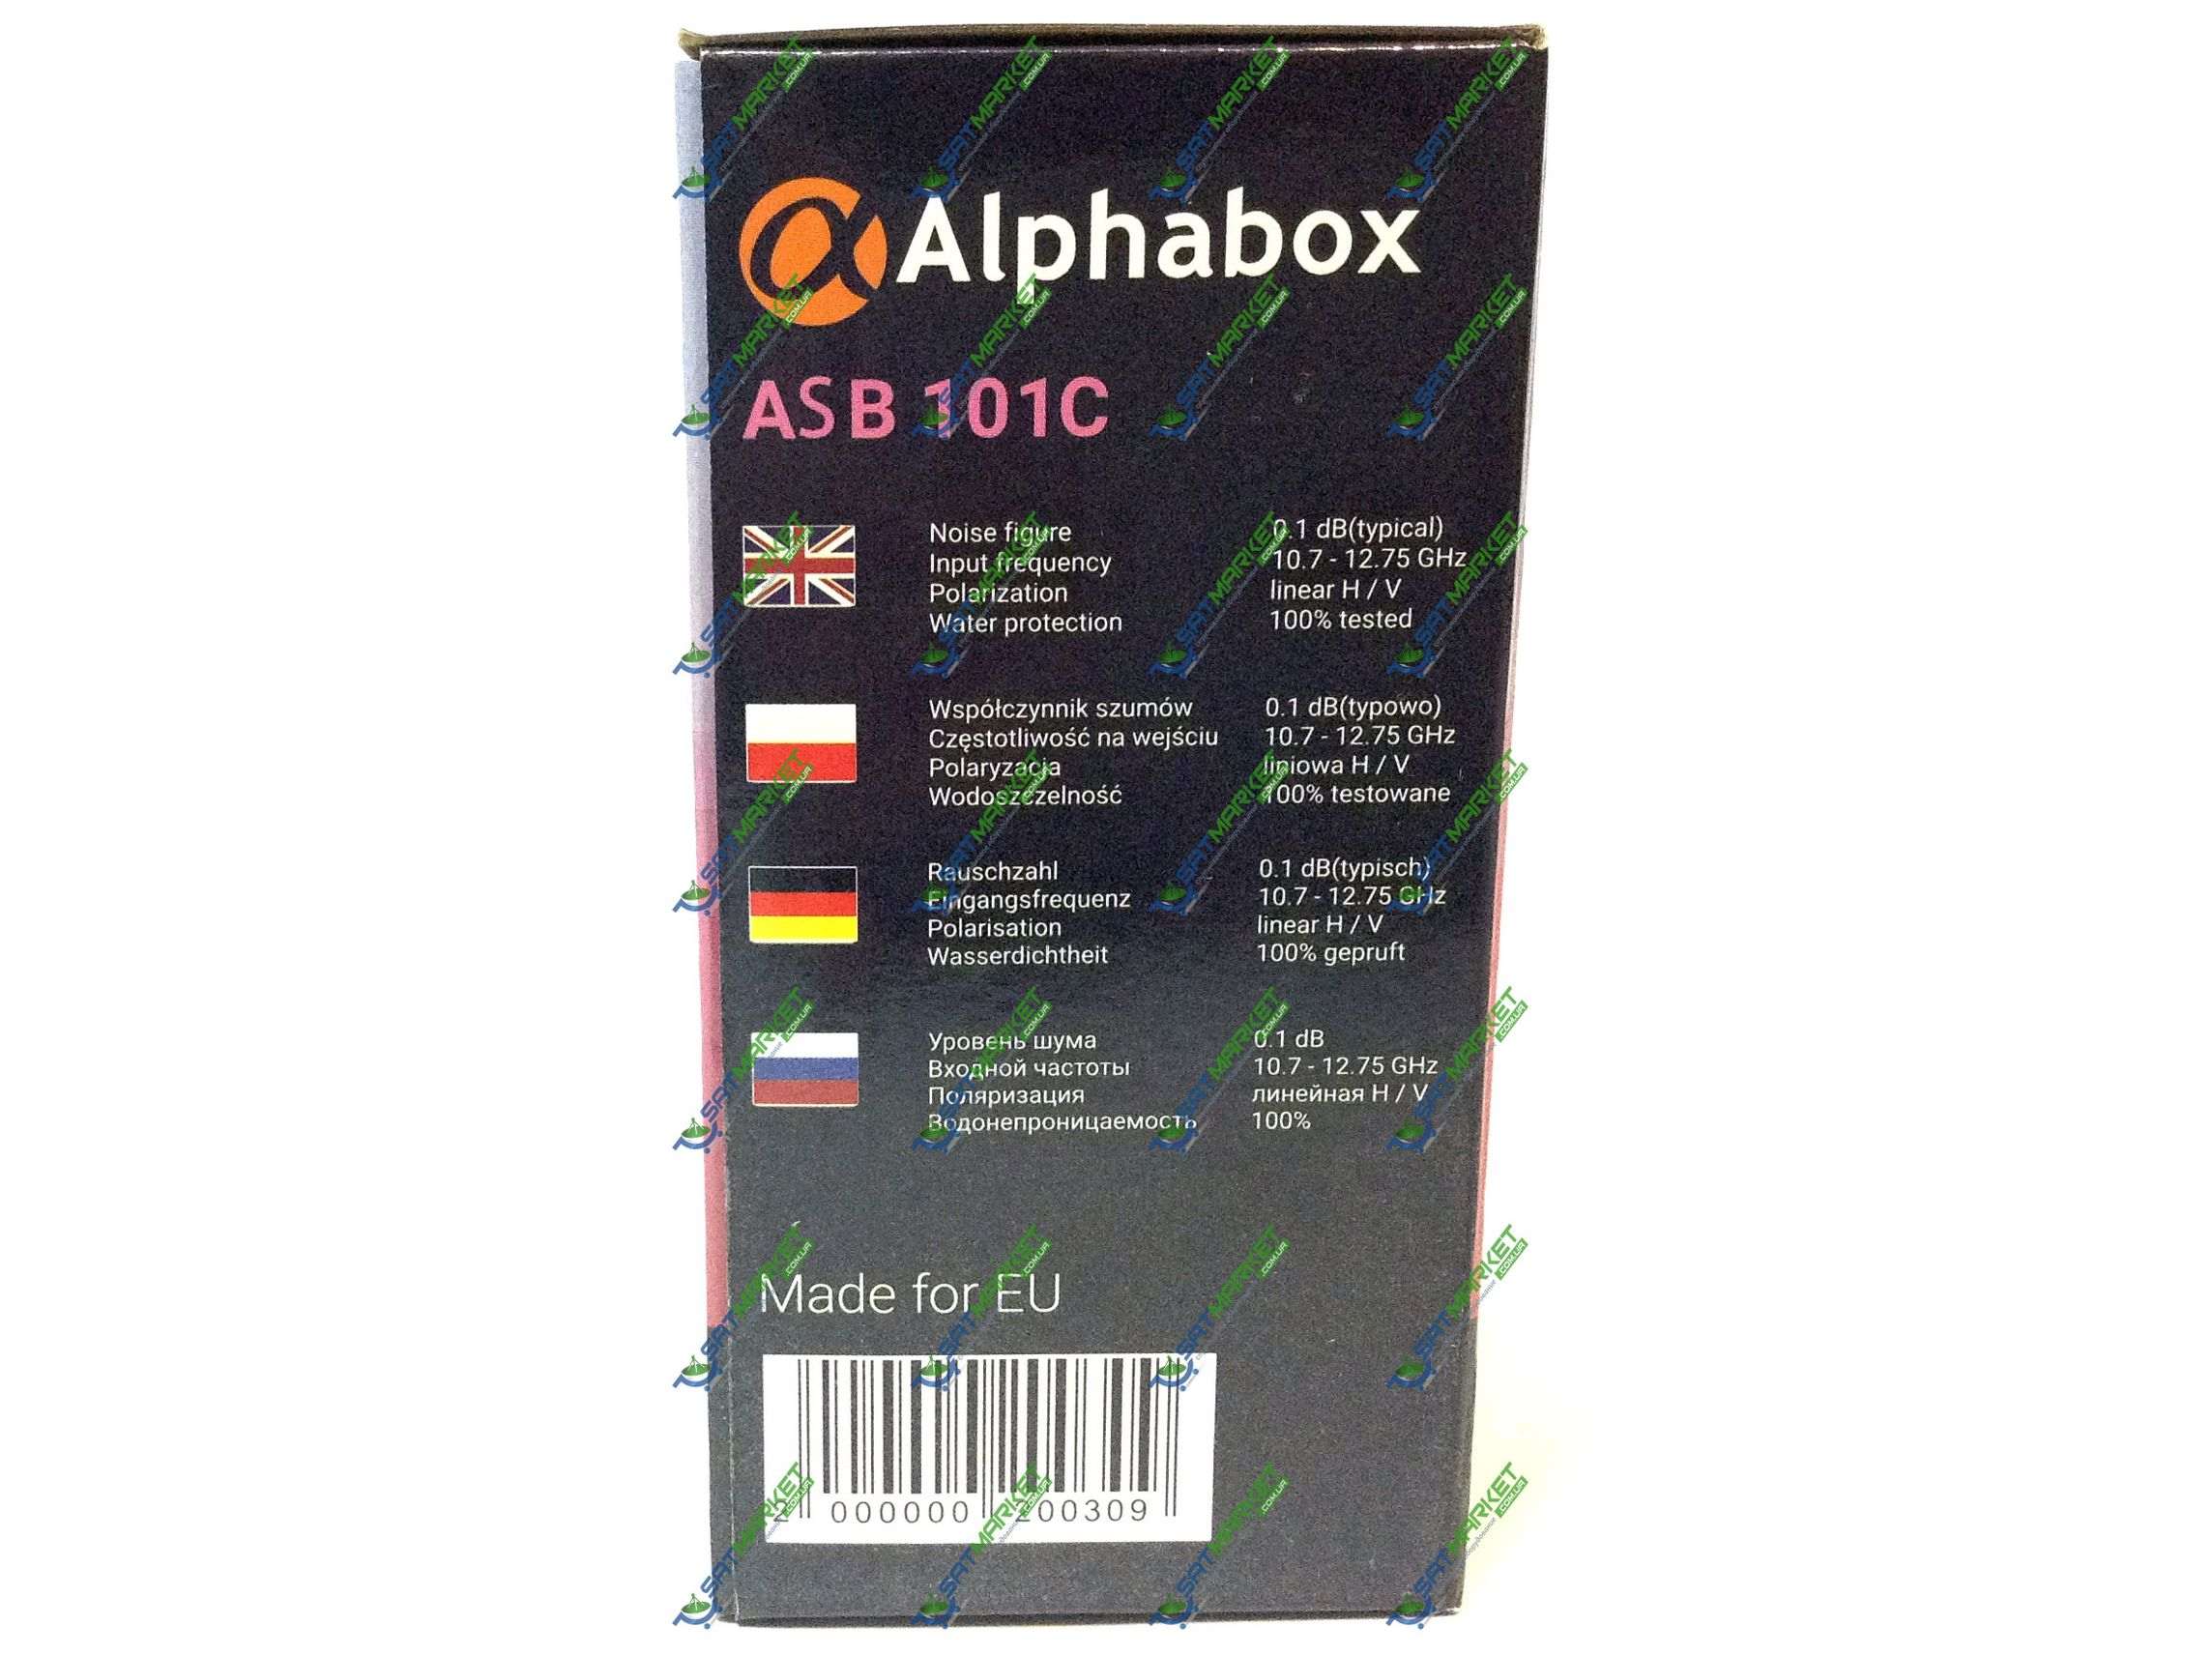 Alphabox
ASB 101C
Noise figure 0.1 dB(typical)
Input frequency 10.7 - 12.75 GHz
Polarization linear H / V
Water protection 100% tested
Współczynnik szumów 0.1 dB(typowo)
Częstotliwość na wejściu 10.7 - 12.75 GHz
Polaryzacja liniowa H / V
Wodoszczelność 100% testowane
Rauschzahl 0.1 dB(typisch)
Eingangsfrequenz 10.7 - 12.75 GHz
Polarisation linear H / V
Wasserdichtheit 100% gepruft
Уровень шума 0.1 dB
Входной частоты 10.7 - 12.75 GHz
Поляризация линейная H / V
Водонепроницаемость 100%
Made for EU
2 000000 200309
SATMARKET.COM.UA